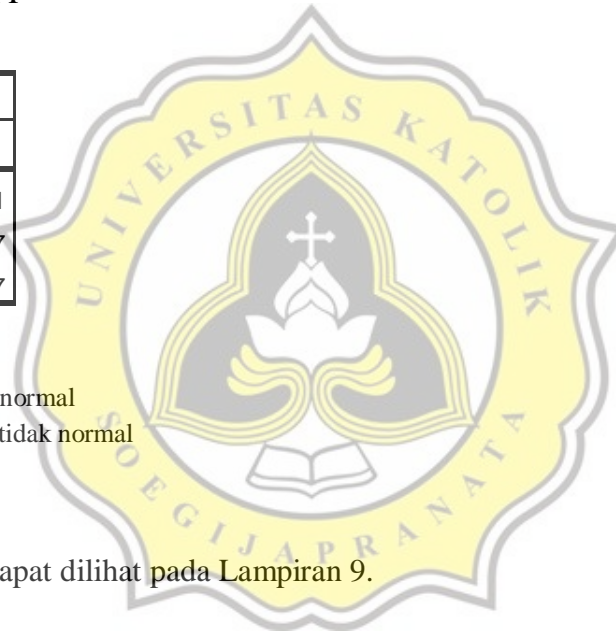 UNIVERSITAS KATOLIK
normal
tidak normal
SOEGIJAPRANATA
apat dilihat pada Lampiran 9.